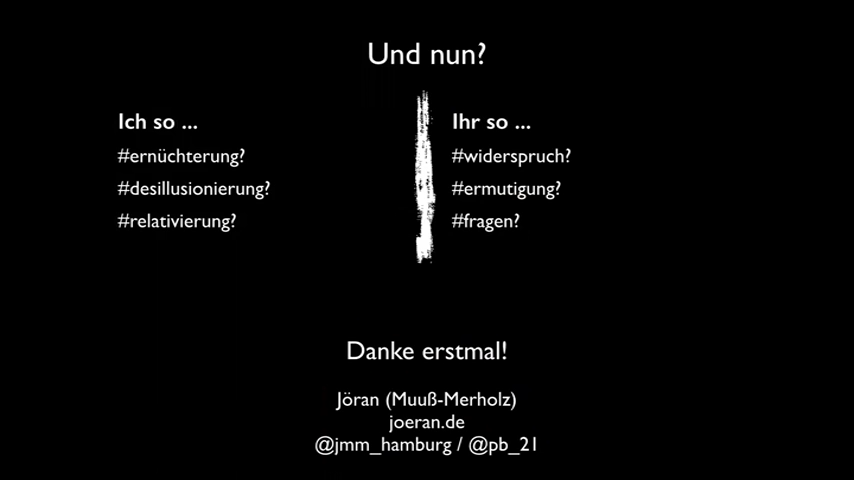 Und nun?
Ich so ...
#ernüchterung?
#desillusionierung?
#relativierung?
Ihr so ...
#widerspruch?
#ermutigung?
#fragen?
Danke erstmal!
Jöran (Muuß-Merholz)
joeran.de
@jmm_hamburg / @pb_21